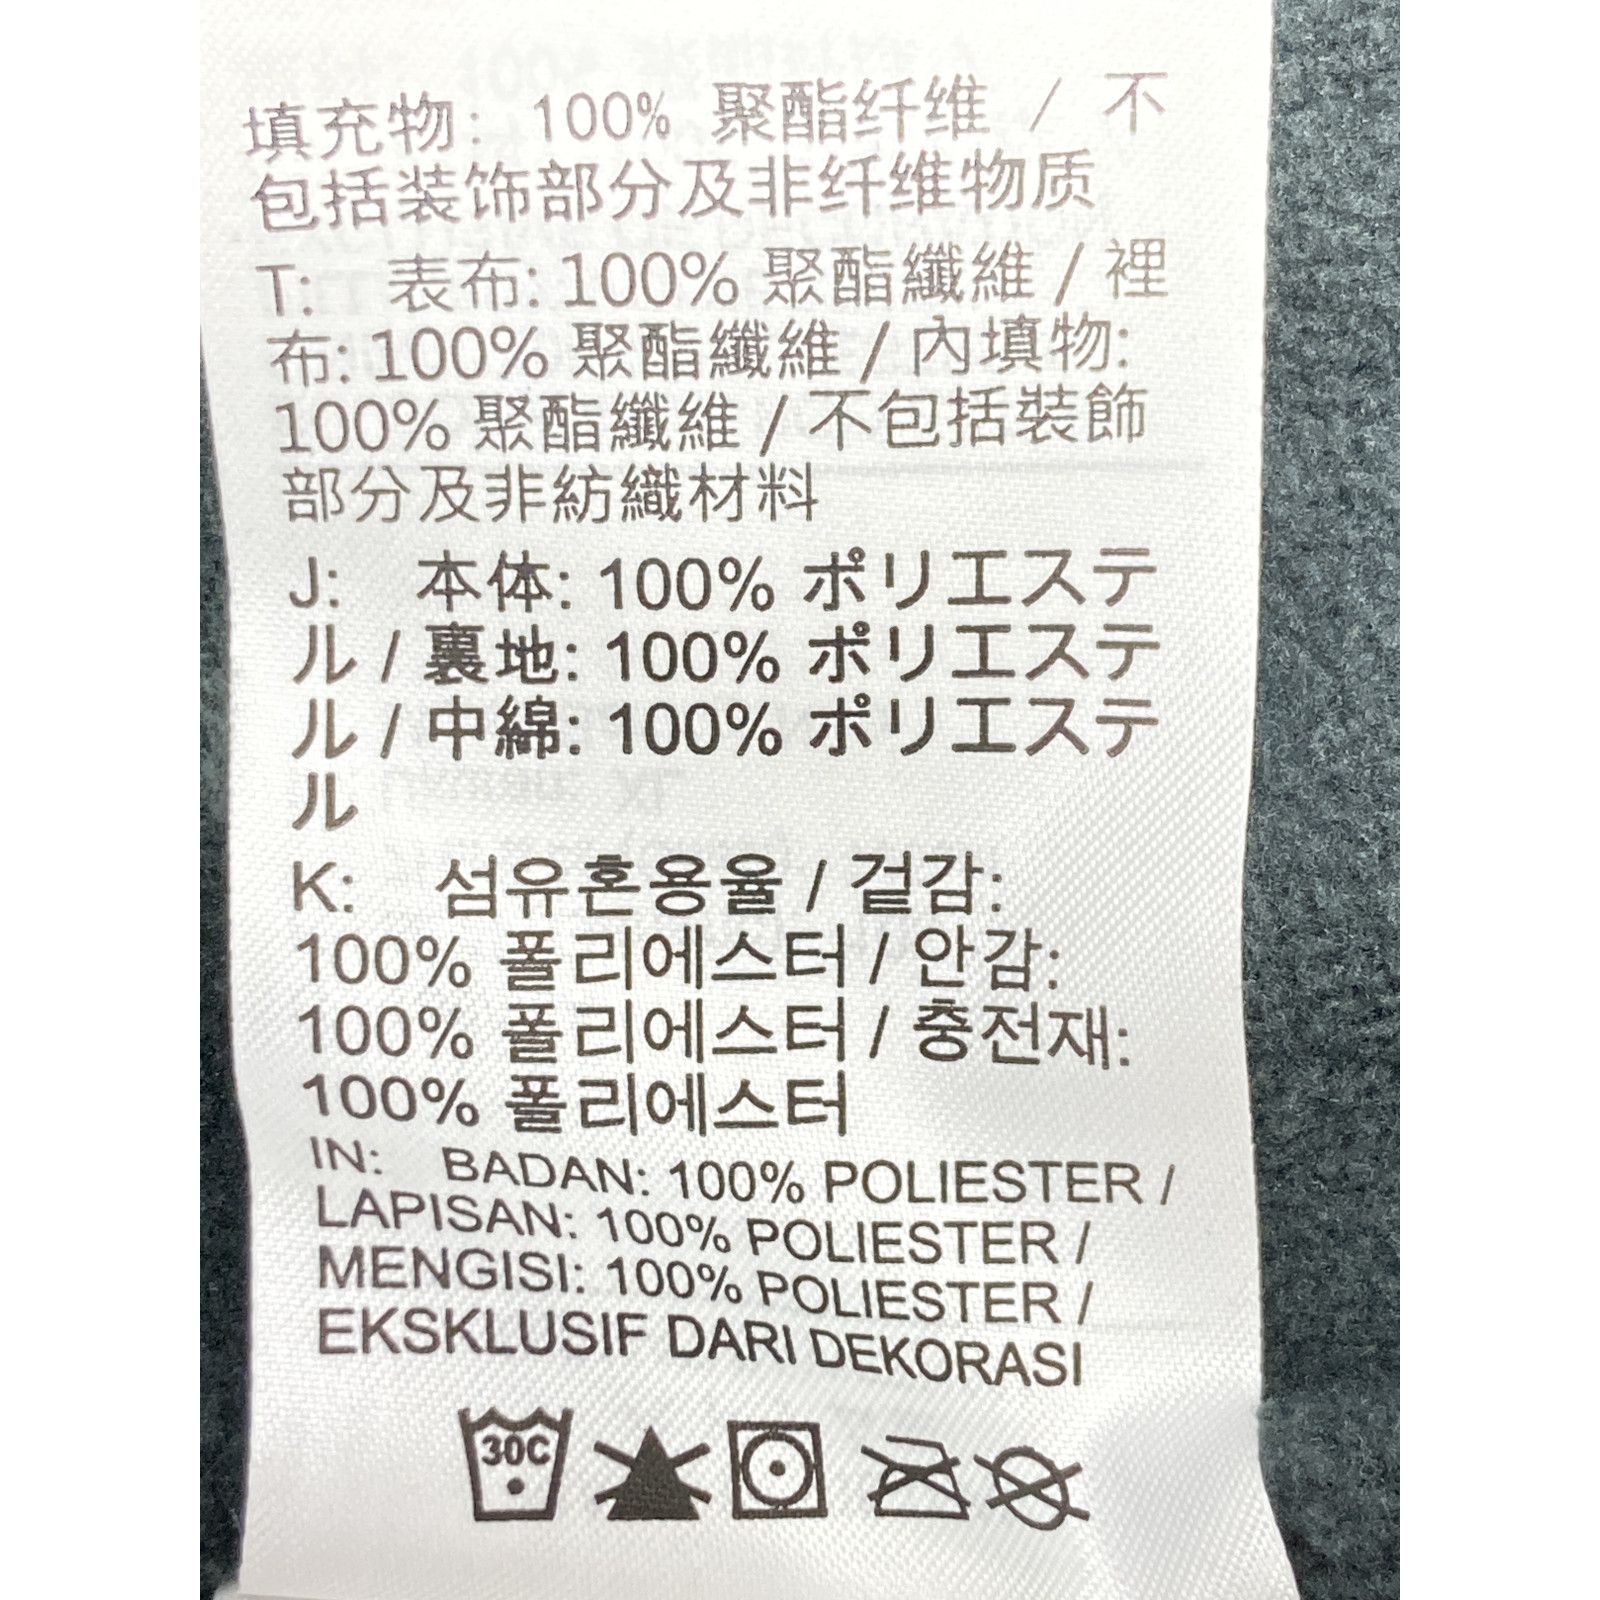 填充物: 100% 聚酯纤维 / 不
包括装饰部分及非纤维物质
T: 表布: 100% 聚酯纖維 / 裡
布: 100% 聚酯纖維 / 內填物:
100% 聚酯纖維 / 不包括裝飾
部分及非紡織材料
J: 本体: 100% ポリエステ
ル / 裏地: 100% ポリエステ
ル / 中綿: 100% ポリエステ
ル
K: 섬유혼용율 / 겉감:
100% 폴리에스터 / 안감:
100% 폴리에스터 / 충전재:
100% 폴리에스터
IN: BADAN: 100% POLIESTER /
LAPISAN: 100% POLIESTER /
MENGISI: 100% POLIESTER /
EKSKLUSIF DARI DEKORASI
30C